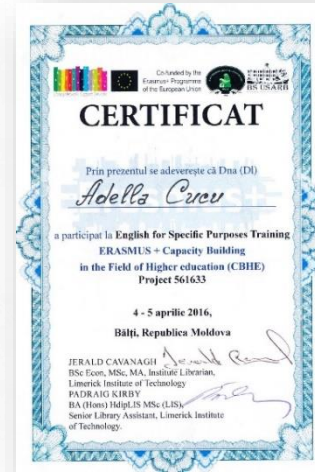 Co-funded by the
Erasmus+ Programme
of the European Union
BS USARB
CERTIFICAT
Prin prezentul se adeverește că Dna (Dl)
Adella Cucu
a participat la English for Specific Purposes Training
ERASMUS + Capacity Building
in the Field of Higher education (CBHE)
Project 561633
4 - 5 aprilie 2016,
Bălți, Republica Moldova
JERALD CAVANAGH
BSc Econ, MSc, MA, Institute Librarian,
Limerick Institute of Technology
PADRAIG KIRBY
BA (Hons) HdipLIS MSc (LIS),
Senior Library Assistant, Limerick Institute
of Technology.